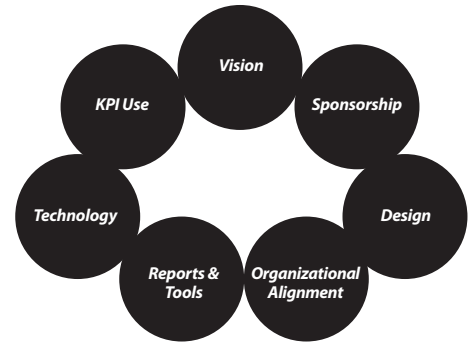 Vision
KPI Use
Sponsorship
Technology
Design
Reports &
Tools
Organizational
Alignment